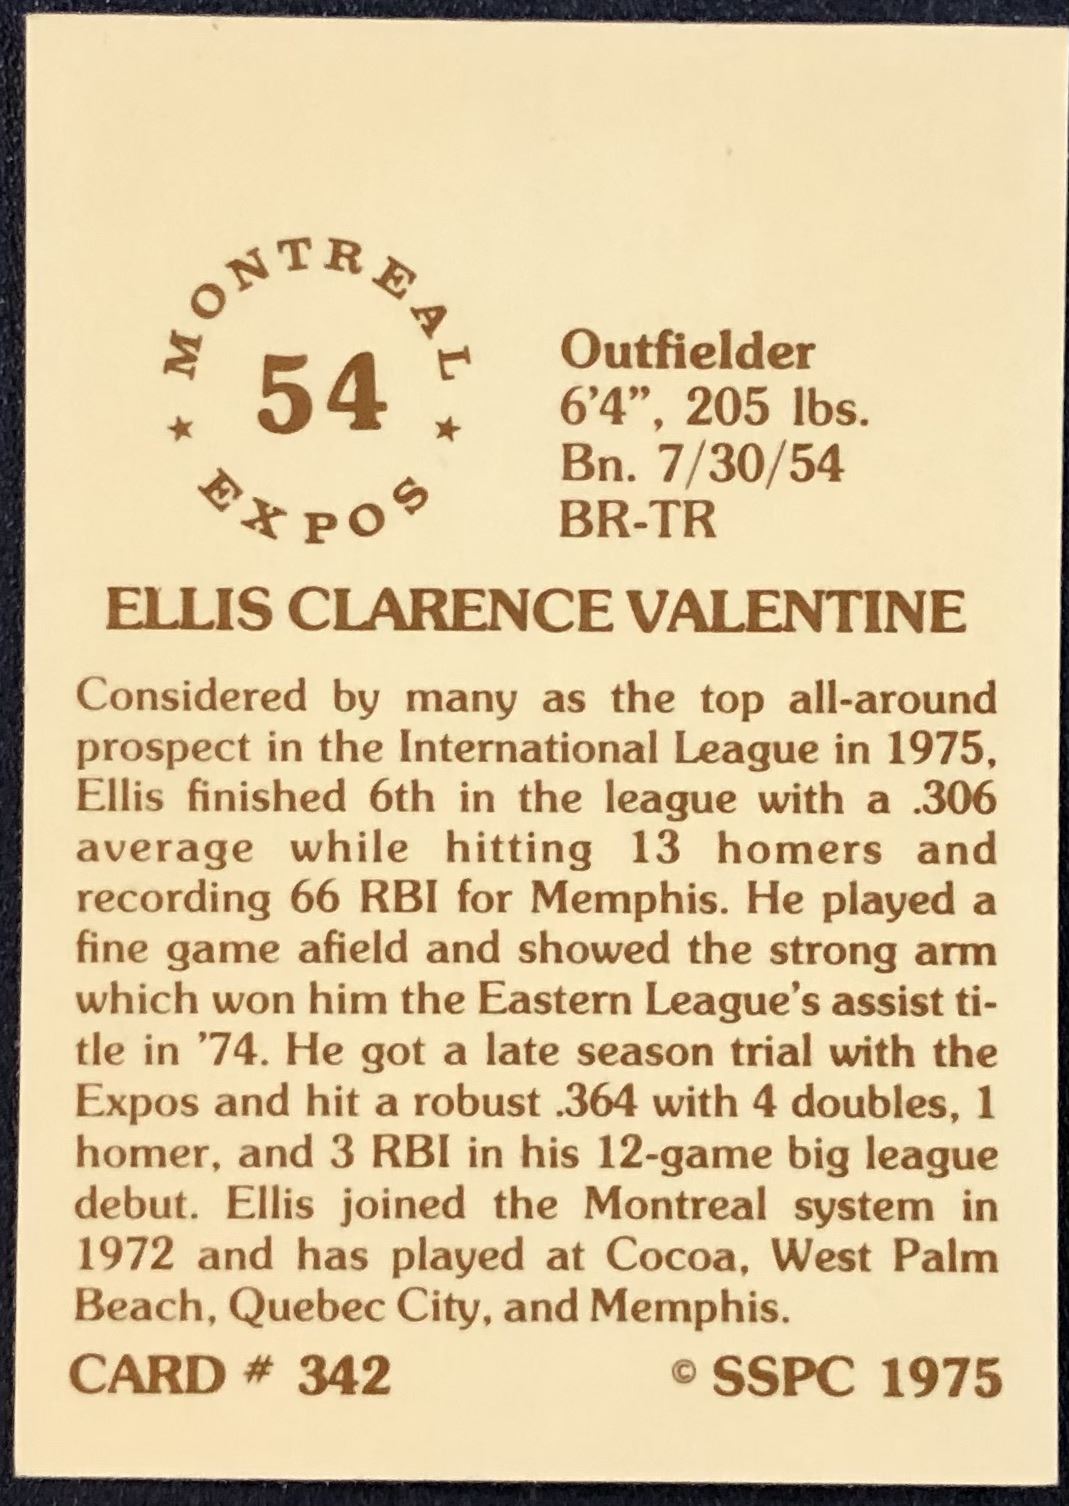 MONTREAL
54
EXPOS
Outfielder
6’4”, 205 lbs.
Bn. 7/30/54
BR-TR
ELLIS CLARENCE VALENTINE
Considered by many as the top all-around
prospect in the International League in 1975,
Ellis finished 6th in the league with a .306
average while hitting 13 homers and
recording 66 RBI for Memphis. He played a
fine game afield and showed the strong arm
which won him the Eastern League’s assist ti-
tle in ’74. He got a late season trial with the
Expos and hit a robust .364 with 4 doubles, 1
homer, and 3 RBI in his 12-game big league
debut. Ellis joined the Montreal system in
1972 and has played at Cocoa, West Palm
Beach, Quebec City, and Memphis.
CARD # 342 © SSPC 1975